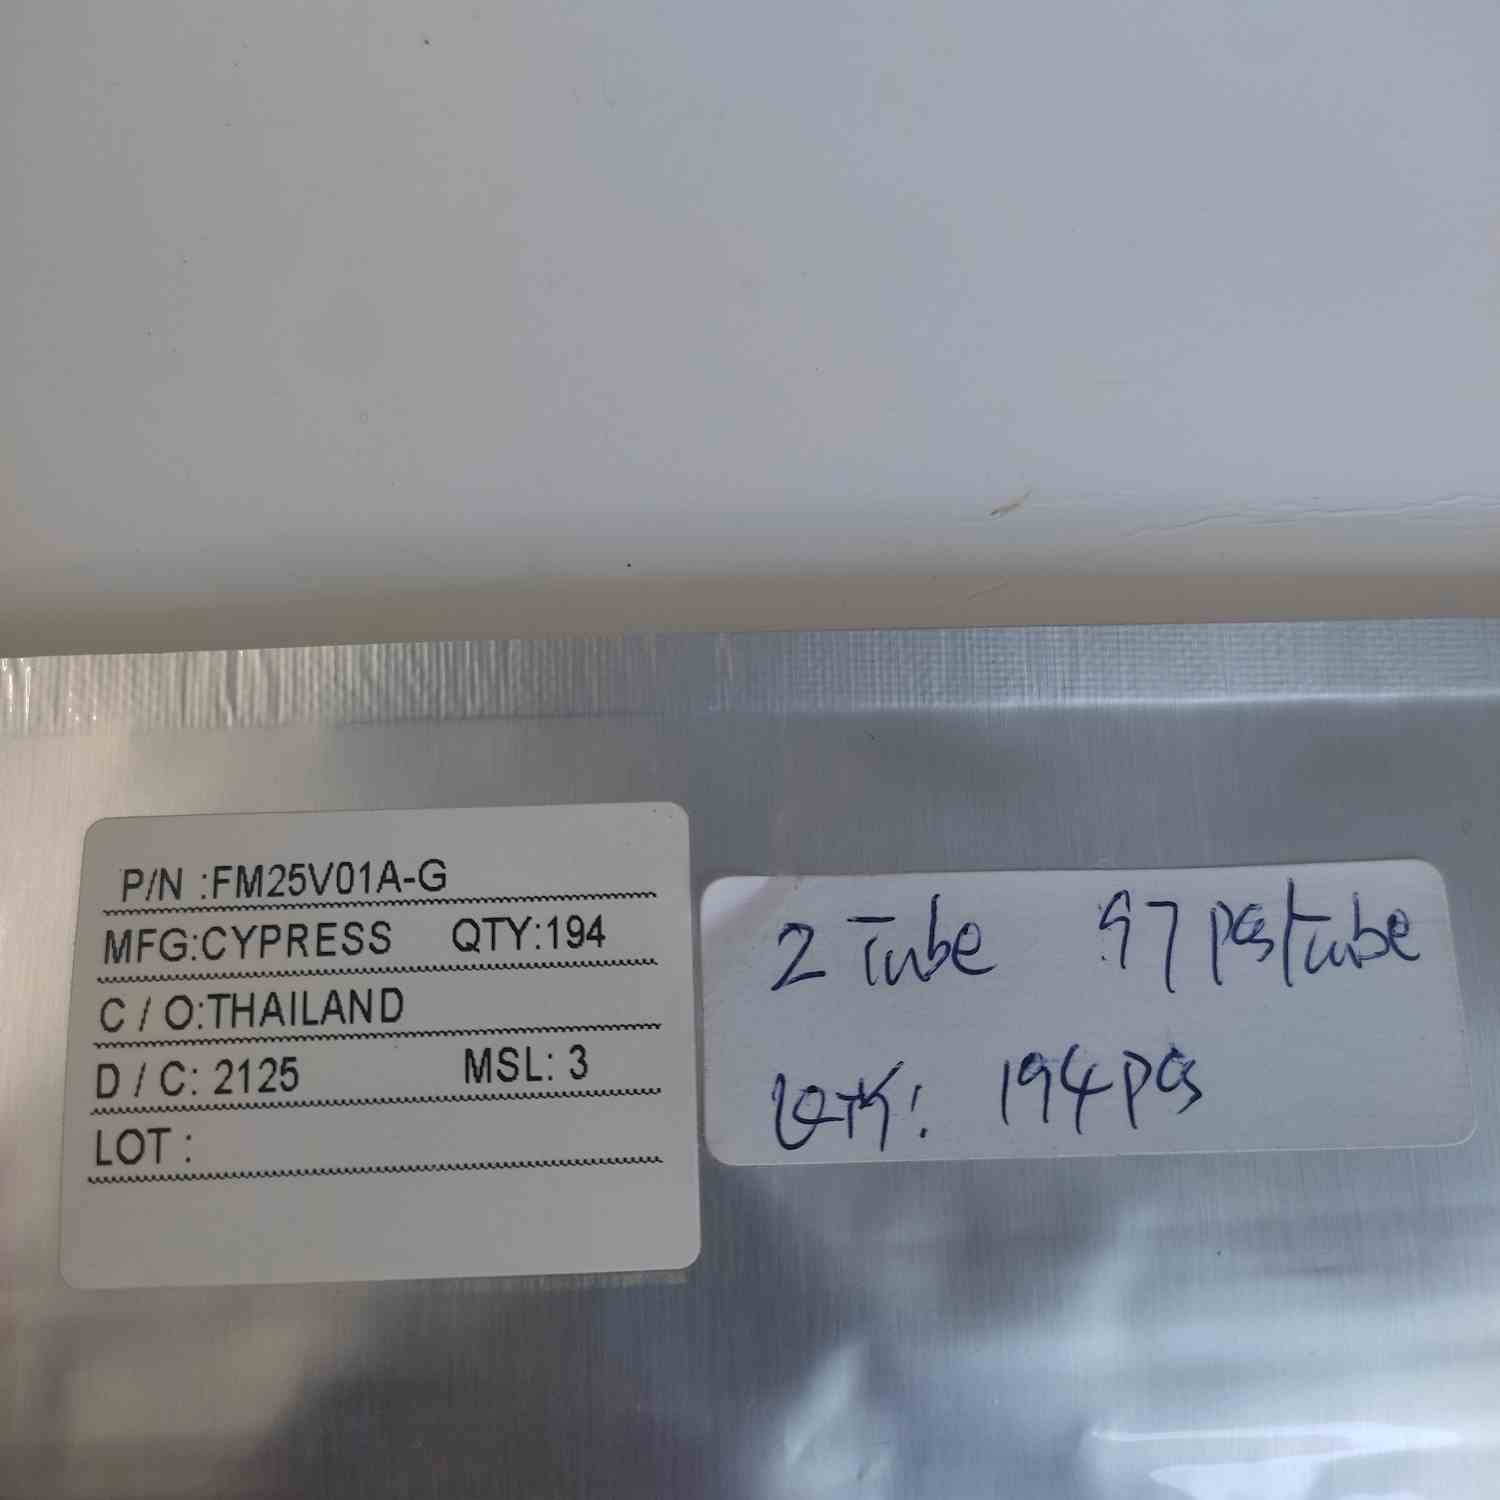 P/N :FM25V01A-G
MFG:CYPRESS QTY:194
C / O:THAILAND
D / C: 2125 MSL: 3
LOT :
2 Tube 97 pcs/tube
QTY: 194 pcs